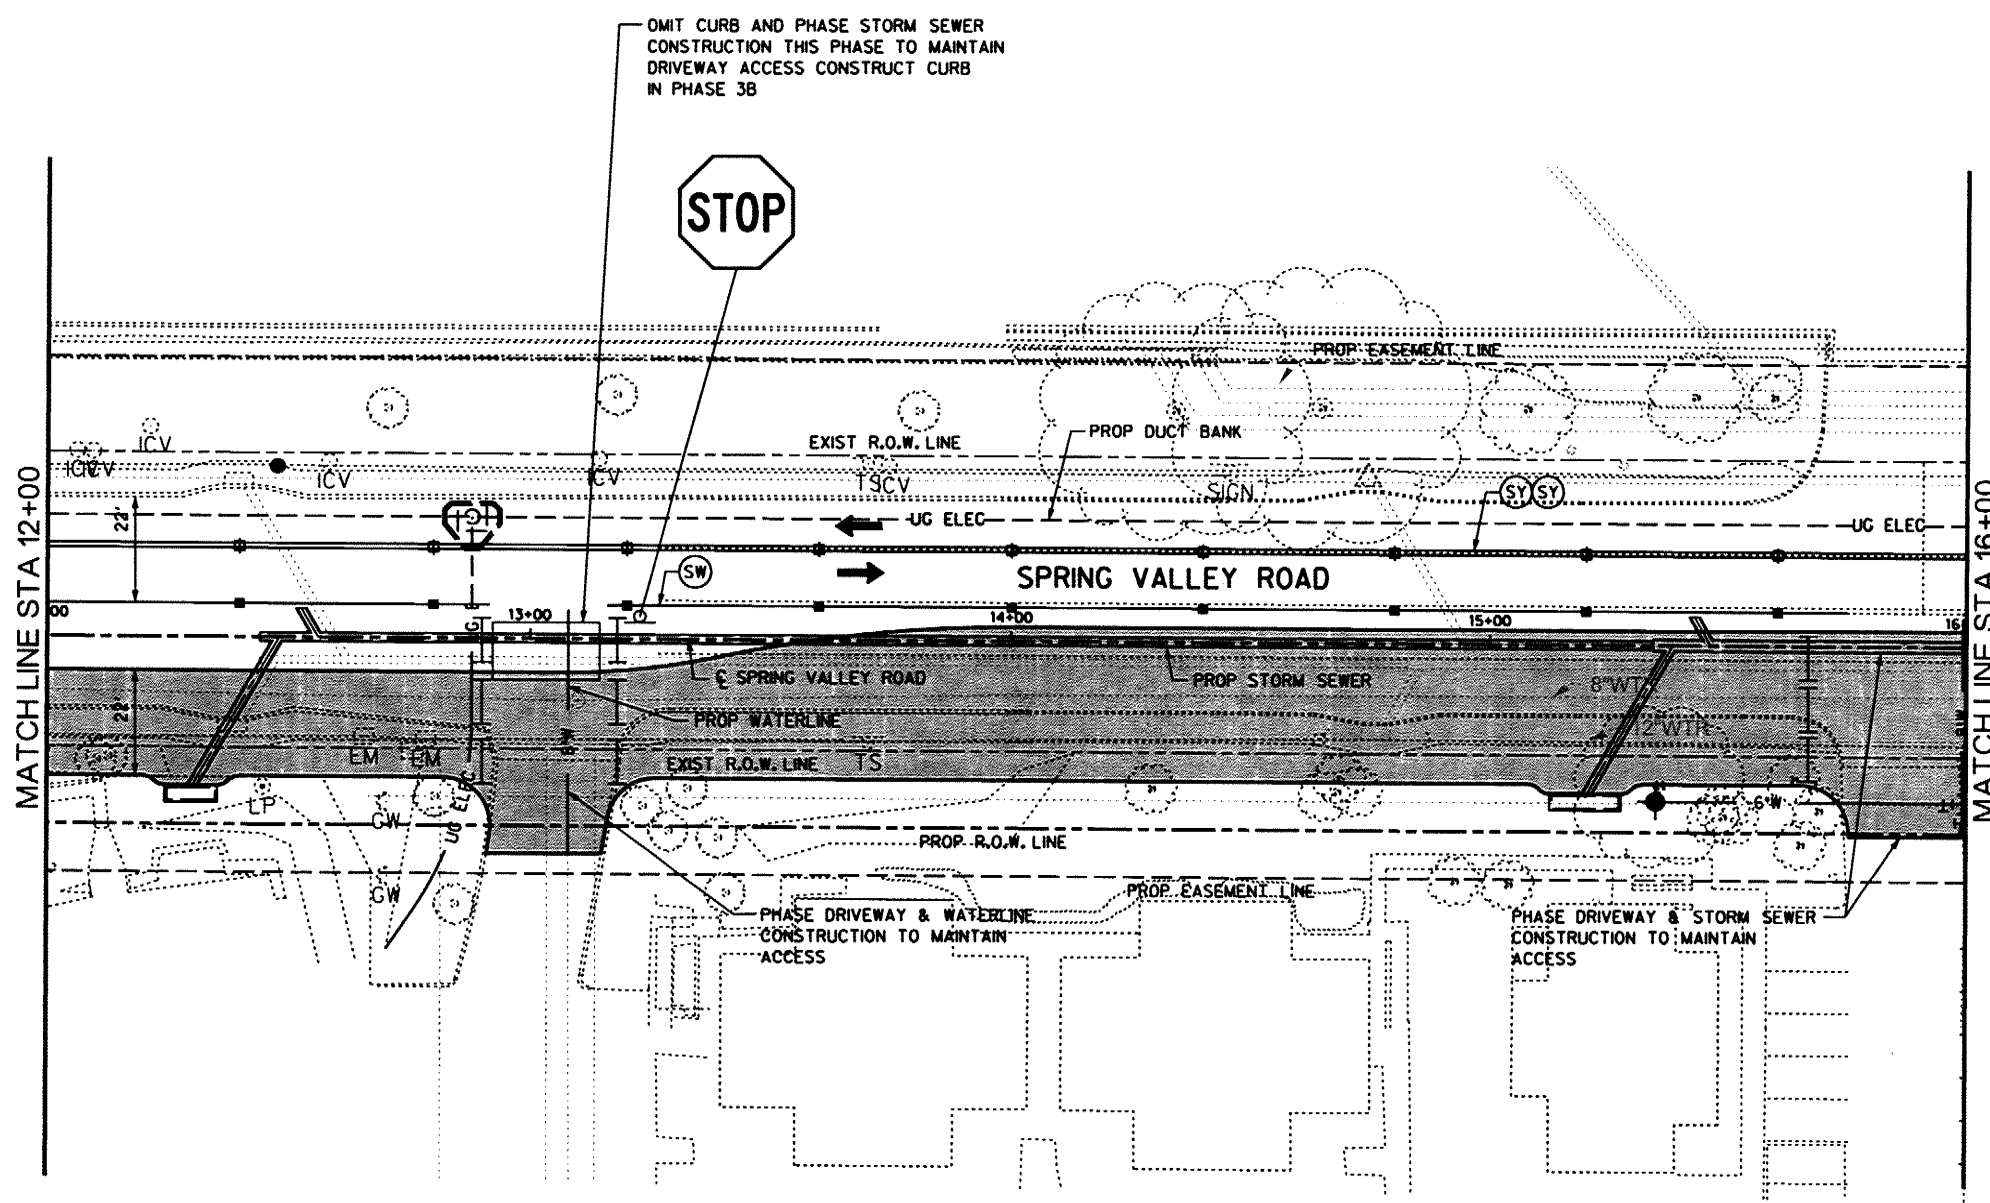 OMIT CURB AND PHASE STORM SEWER
CONSTRUCTION THIS PHASE TO MAINTAIN
DRIVEWAY ACCESS CONSTRUCT CURB
IN PHASE 3B
STOP
PROP EASEMENT LINE
PROP DUCT BANK
EXIST R.O.W. LINE
ICV
ICV
ICV
ICV
SIGN
SY SY
UG ELEC
UG ELEC
22'
SW
SPRING VALLEY ROAD
MATCH LINE STA 12+00
MATCH LINE STA 16+00
00
13+00
14+00
15+00
16
℄ SPRING VALLEY ROAD
PROP STORM SEWER
8"WTR
22'
PROP WATERLINE
12"WTR
8"W
EM
EM
EXIST R.O.W. LINE
TS
LP
GW
UG ELEC
6"W
PROP R.O.W. LINE
GW
PROP EASEMENT LINE
PHASE DRIVEWAY & WATERLINE
CONSTRUCTION TO MAINTAIN
ACCESS
PHASE DRIVEWAY & STORM SEWER
CONSTRUCTION TO MAINTAIN
ACCESS